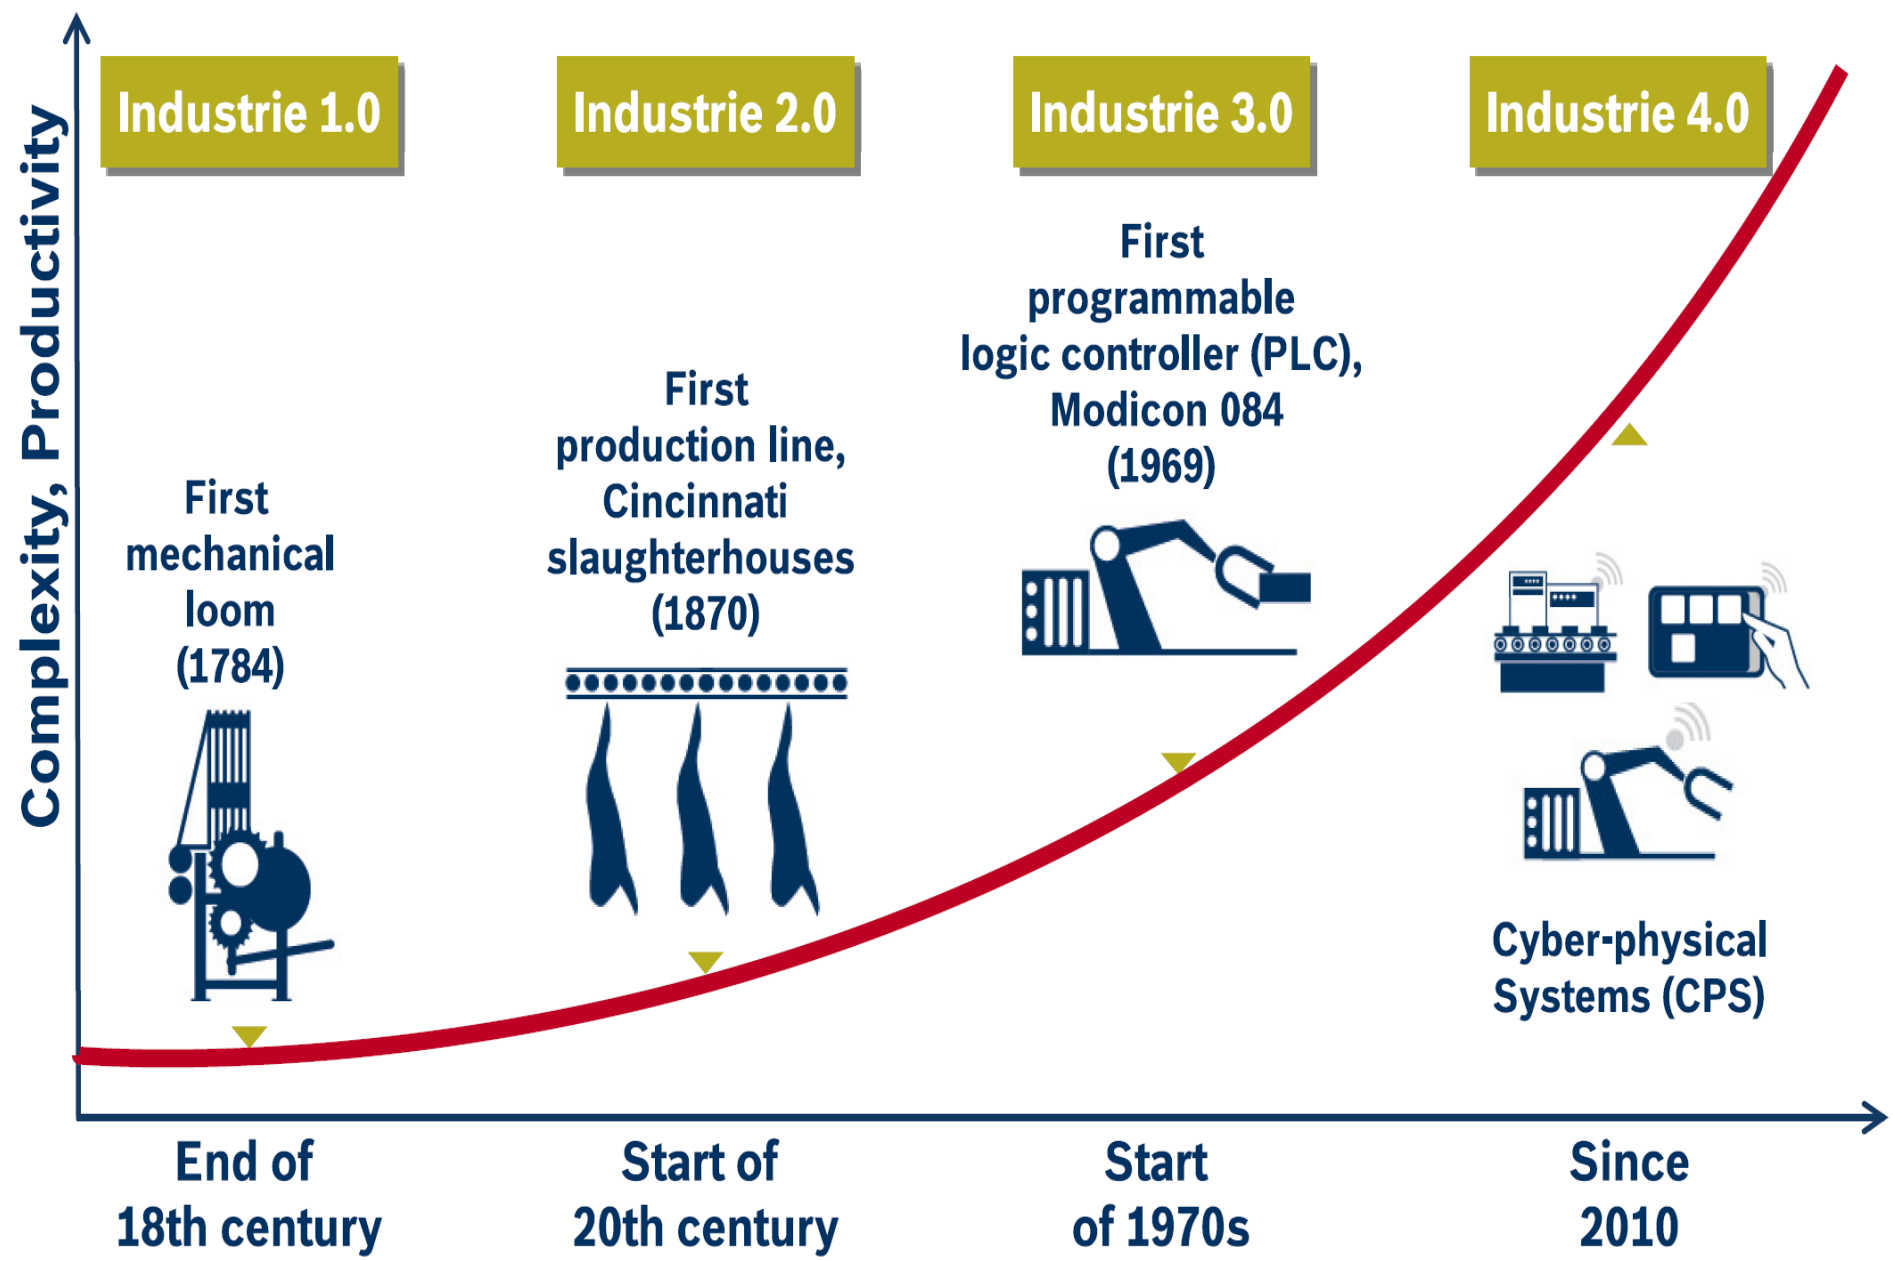 Complexity, Productivity
Industrie 1.0
Industrie 2.0
Industrie 3.0
Industrie 4.0
First
mechanical
loom
(1784)
First
production line,
Cincinnati
slaughterhouses
(1870)
First
programmable
logic controller (PLC),
Modicon 084
(1969)
Cyber-physical
Systems (CPS)
End of
18th century
Start of
20th century
Start
of 1970s
Since
2010